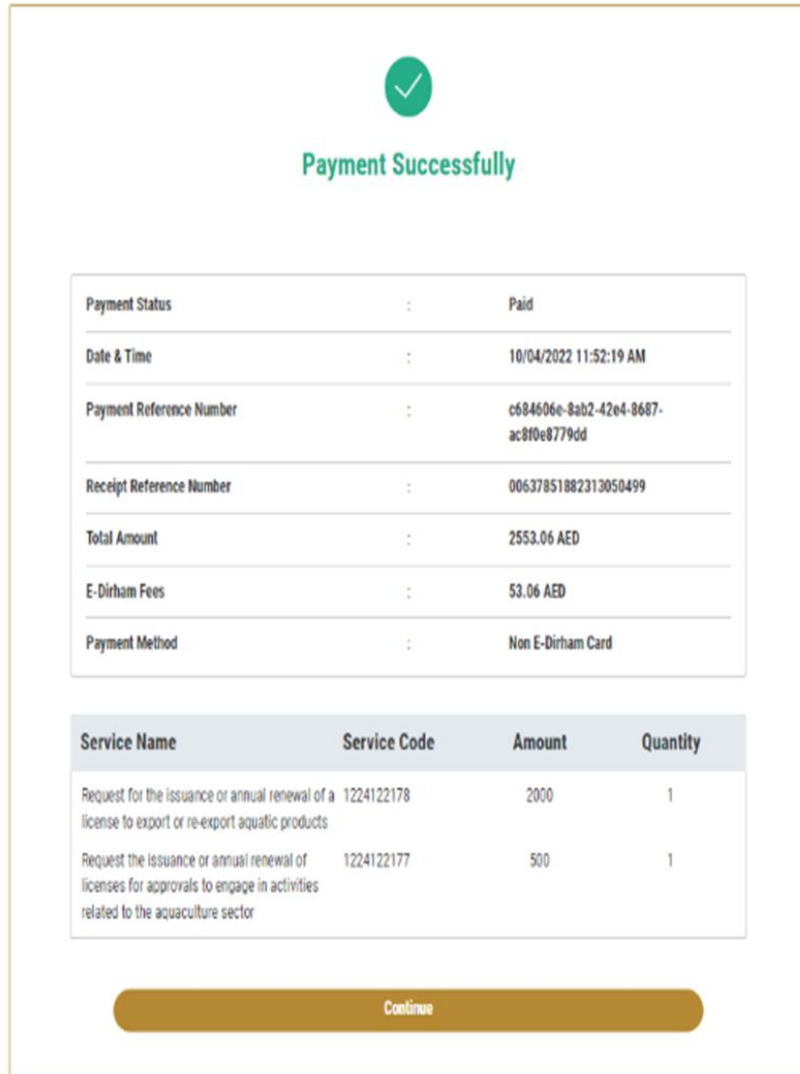 Payment Successfully
Payment Status : Paid
Date & Time : 10/04/2022 11:52:19 AM
Payment Reference Number : c684606e-8ab2-42e4-8687-
ac8f0e8779dd
Receipt Reference Number : 00637851882313050499
Total Amount : 2553.06 AED
E-Dirham Fees : 53.06 AED
Payment Method : Non E-Dirham Card
Service Name Service Code Amount Quantity
Request for the issuance or annual renewal of a 1224122178 2000 1
license to export or re-export aquatic products
Request the issuance or annual renewal of 1224122177 500 1
licenses for approvals to engage in activities
related to the aquaculture sector
Continue